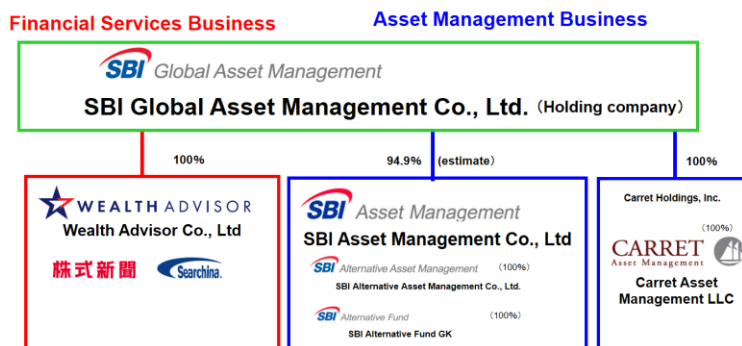 Financial Services Business
Asset Management Business
SBI Global Asset Management
SBI Global Asset Management Co., Ltd. (Holding company)
100%
94.9% (estimate)
100%
WEALTH ADVISOR
Wealth Advisor Co., Ltd
株式新聞 Searchina.
SBI Asset Management
SBI Asset Management Co., Ltd
SBI Alternative Asset Management (100%)
SBI Alternative Asset Management Co., Ltd.
SBI Alternative Fund (100%)
SBI Alternative Fund GK
Carret Holdings, Inc.
(100%)
CARRET
Asset Management
Carret Asset
Management LLC